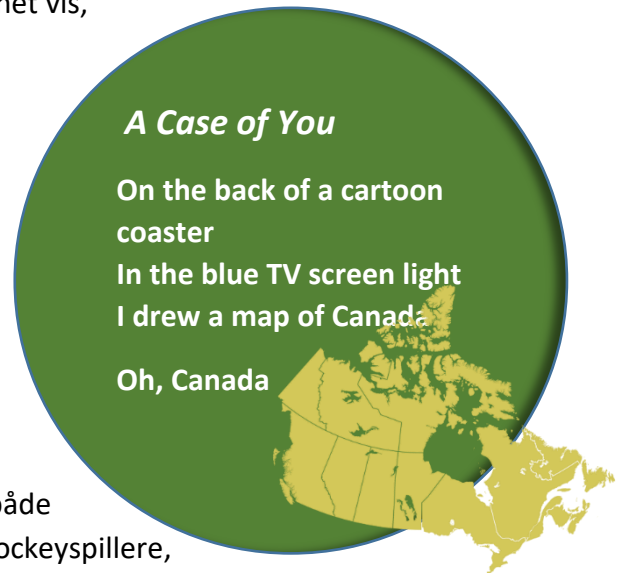 net vis,
A Case of You
On the back of a cartoon
coaster
In the blue TV screen light
I drew a map of Canada
Oh, Canada
både
ockeyspillere,